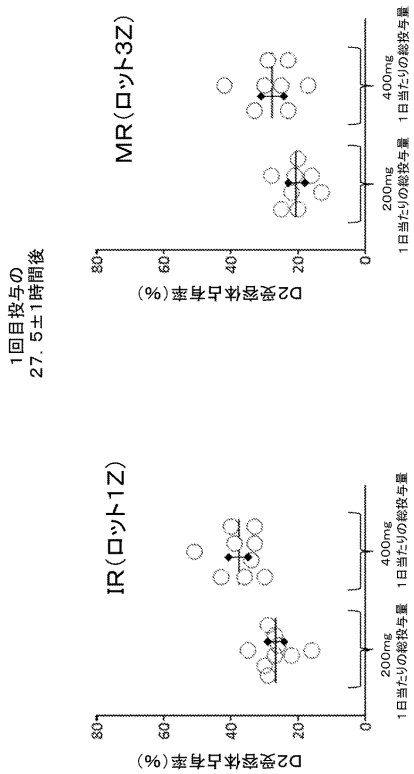 1回目投与の
27. 5±1時間後
IR(ロット1Z)
D2受容体占有率(%)
80
60
40
20
0
200mg
1日当たりの総投与量
400mg
1日当たりの総投与量
MR(ロット3Z)
D2受容体占有率(%)
80
60
40
20
0
200mg
1日当たりの総投与量
400mg
1日当たりの総投与量